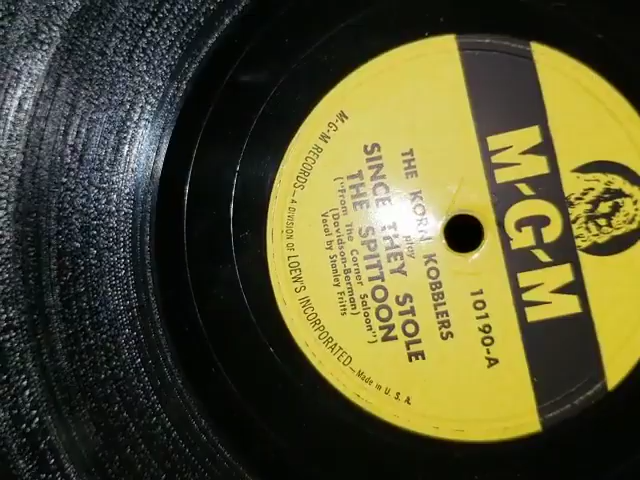 M-G-M
10190-A
THE KORN KOBBLERS
play
SINCE THEY STOLE
THE SPITTOON
("From The Corner Saloon")
(Davidson-Berman)
Vocal by Stanley Fritts
M-G-M RECORDS—A DIVISION OF LOEW'S INCORPORATED—Made in U. S. A.